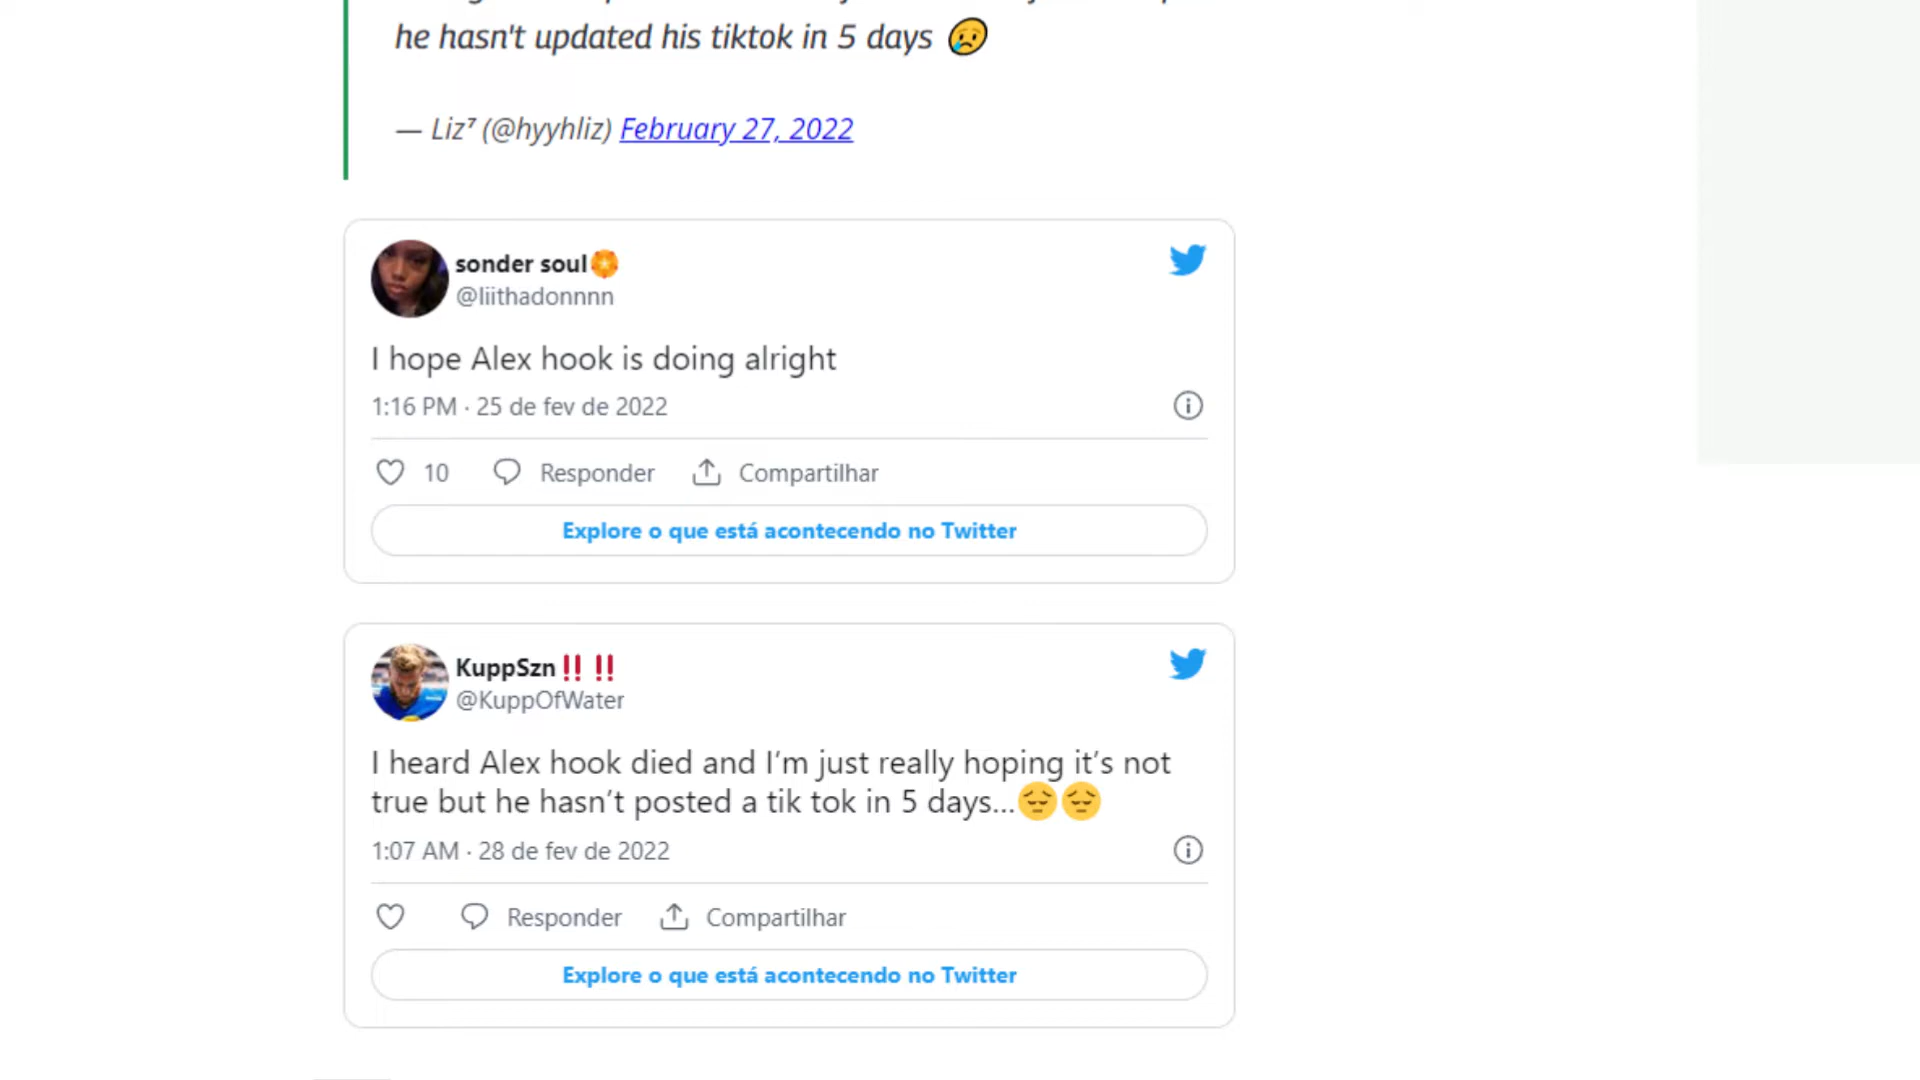 he hasn't updated his tiktok in 5 days 😢
— Liz⁷ (@hyyhliz) February 27, 2022
sonder soul
@liithadonnnn
I hope Alex hook is doing alright
1:16 PM · 25 de fev de 2022
10 Responder Compartilhar
Explore o que está acontecendo no Twitter
KuppSzn‼️‼️
@KuppOfWater
I heard Alex hook died and I’m just really hoping it’s not
true but he hasn’t posted a tik tok in 5 days...😔😔
1:07 AM · 28 de fev de 2022
Responder Compartilhar
Explore o que está acontecendo no Twitter